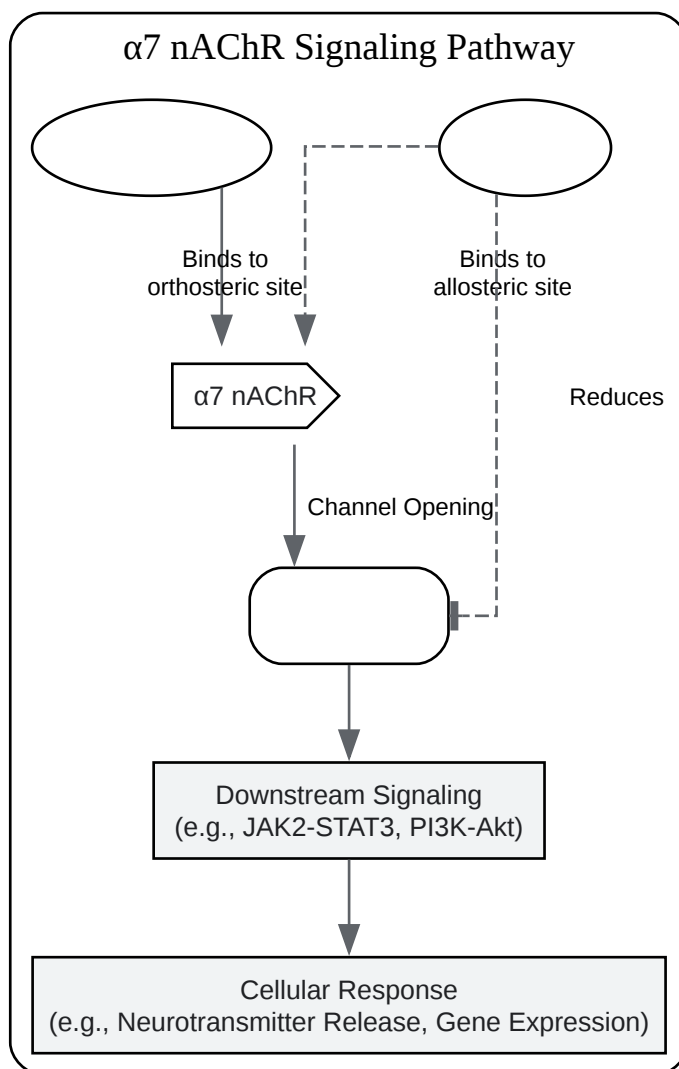 α7 nAChR Signaling Pathway
Binds to
orthosteric site
Binds to
allosteric site
α7 nAChR
Reduces
Channel Opening
Downstream Signaling
(e.g., JAK2-STAT3, PI3K-Akt)
Cellular Response
(e.g., Neurotransmitter Release, Gene Expression)